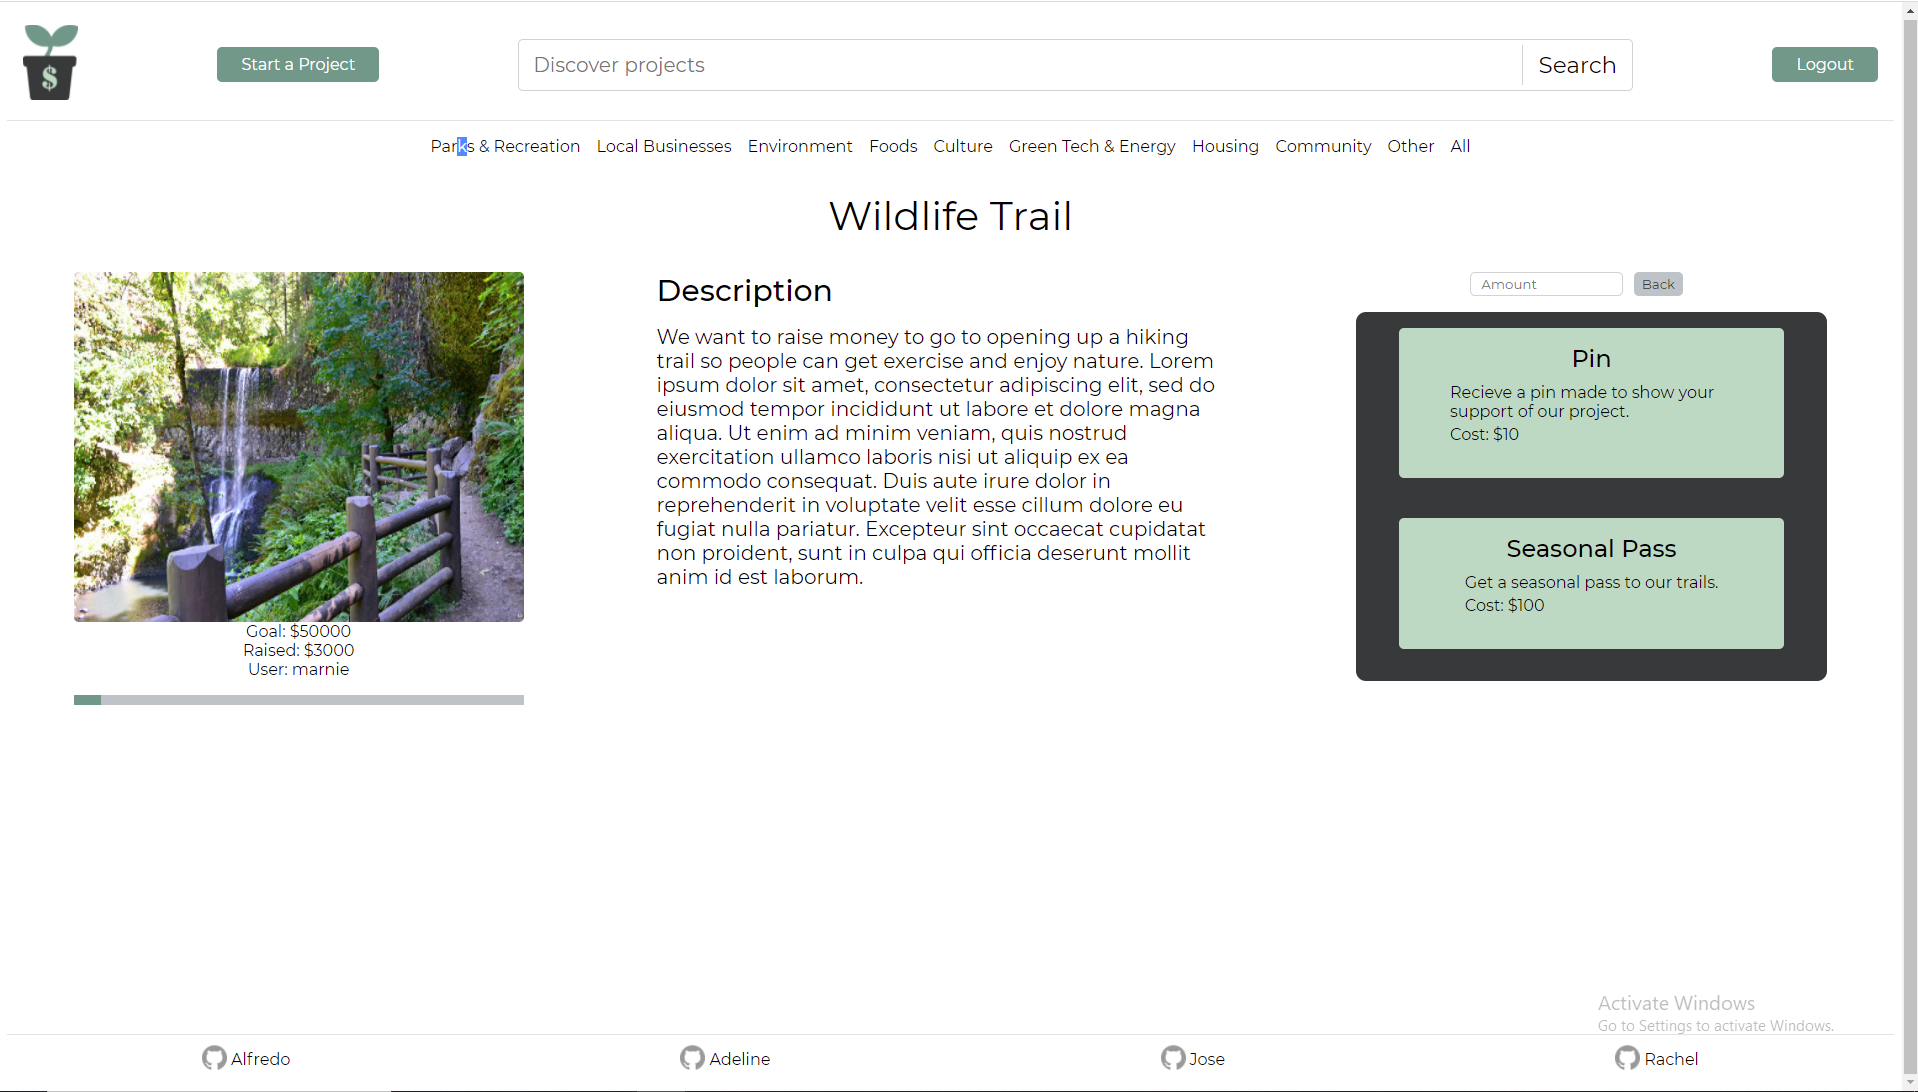 $
Start a Project
Discover projects
Search
Logout
Parks & Recreation Local Businesses Environment Foods Culture Green Tech & Energy Housing Community Other All
Wildlife Trail
Goal: $50000
Raised: $3000
User: marnie
Description
We want to raise money to go to opening up a hiking
trail so people can get exercise and enjoy nature. Lorem
ipsum dolor sit amet, consectetur adipiscing elit, sed do
eiusmod tempor incididunt ut labore et dolore magna
aliqua. Ut enim ad minim veniam, quis nostrud
exercitation ullamco laboris nisi ut aliquip ex ea
commodo consequat. Duis aute irure dolor in
reprehenderit in voluptate velit esse cillum dolore eu
fugiat nulla pariatur. Excepteur sint occaecat cupidatat
non proident, sunt in culpa qui officia deserunt mollit
anim id est laborum.
Amount
Back
Pin
Recieve a pin made to show your
support of our project.
Cost: $10
Seasonal Pass
Get a seasonal pass to our trails.
Cost: $100
Activate Windows
Go to Settings to activate Windows.
Alfredo
Adeline
Jose
Rachel